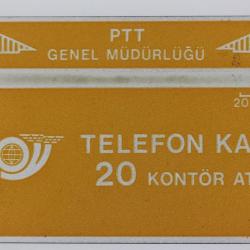 PTT
GENEL MÜDÜRLÜĞÜ
20
TELEFON KA
20 KONTÖR AT